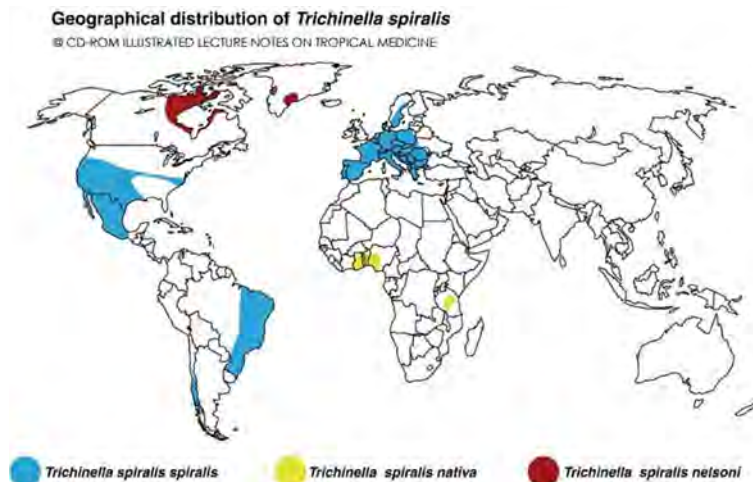 Geographical distribution of Trichinella spiralis
@ CD-ROM ILLUSTRATED LECTURE NOTES ON TROPICAL MEDICINE
Trichinella spiralis spiralis
Trichinella spiralis nativa
Trichinella spiralis nelsoni